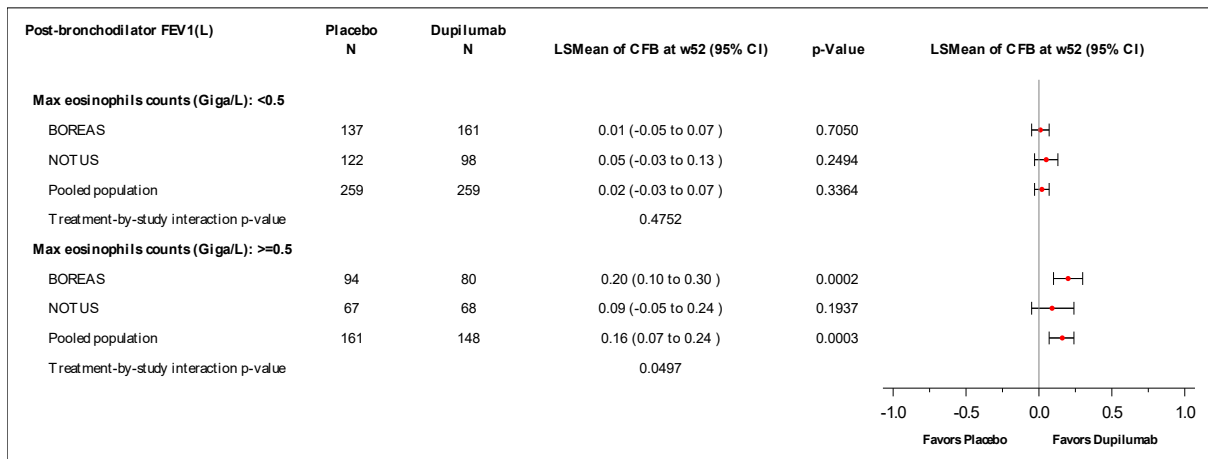 Post-bronchodilator FEV1(L) Placebo N Dupilumab N LSMean of CFB at w52 (95% CI) p-Value LSMean of CFB at w52 (95% CI)
Max eosinophils counts (Giga/L): <0.5
BOREAS 137 161 0.01 (-0.05 to 0.07 ) 0.7050
NOTUS 122 98 0.05 (-0.03 to 0.13 ) 0.2494
Pooled population 259 259 0.02 (-0.03 to 0.07 ) 0.3364
Treatment-by-study interaction p-value 0.4752
Max eosinophils counts (Giga/L): >=0.5
BOREAS 94 80 0.20 (0.10 to 0.30 ) 0.0002
NOTUS 67 68 0.09 (-0.05 to 0.24 ) 0.1937
Pooled population 161 148 0.16 (0.07 to 0.24 ) 0.0003
Treatment-by-study interaction p-value 0.0497
-1.0 -0.5 0.0 0.5 1.0
Favors Placebo Favors Dupilumab